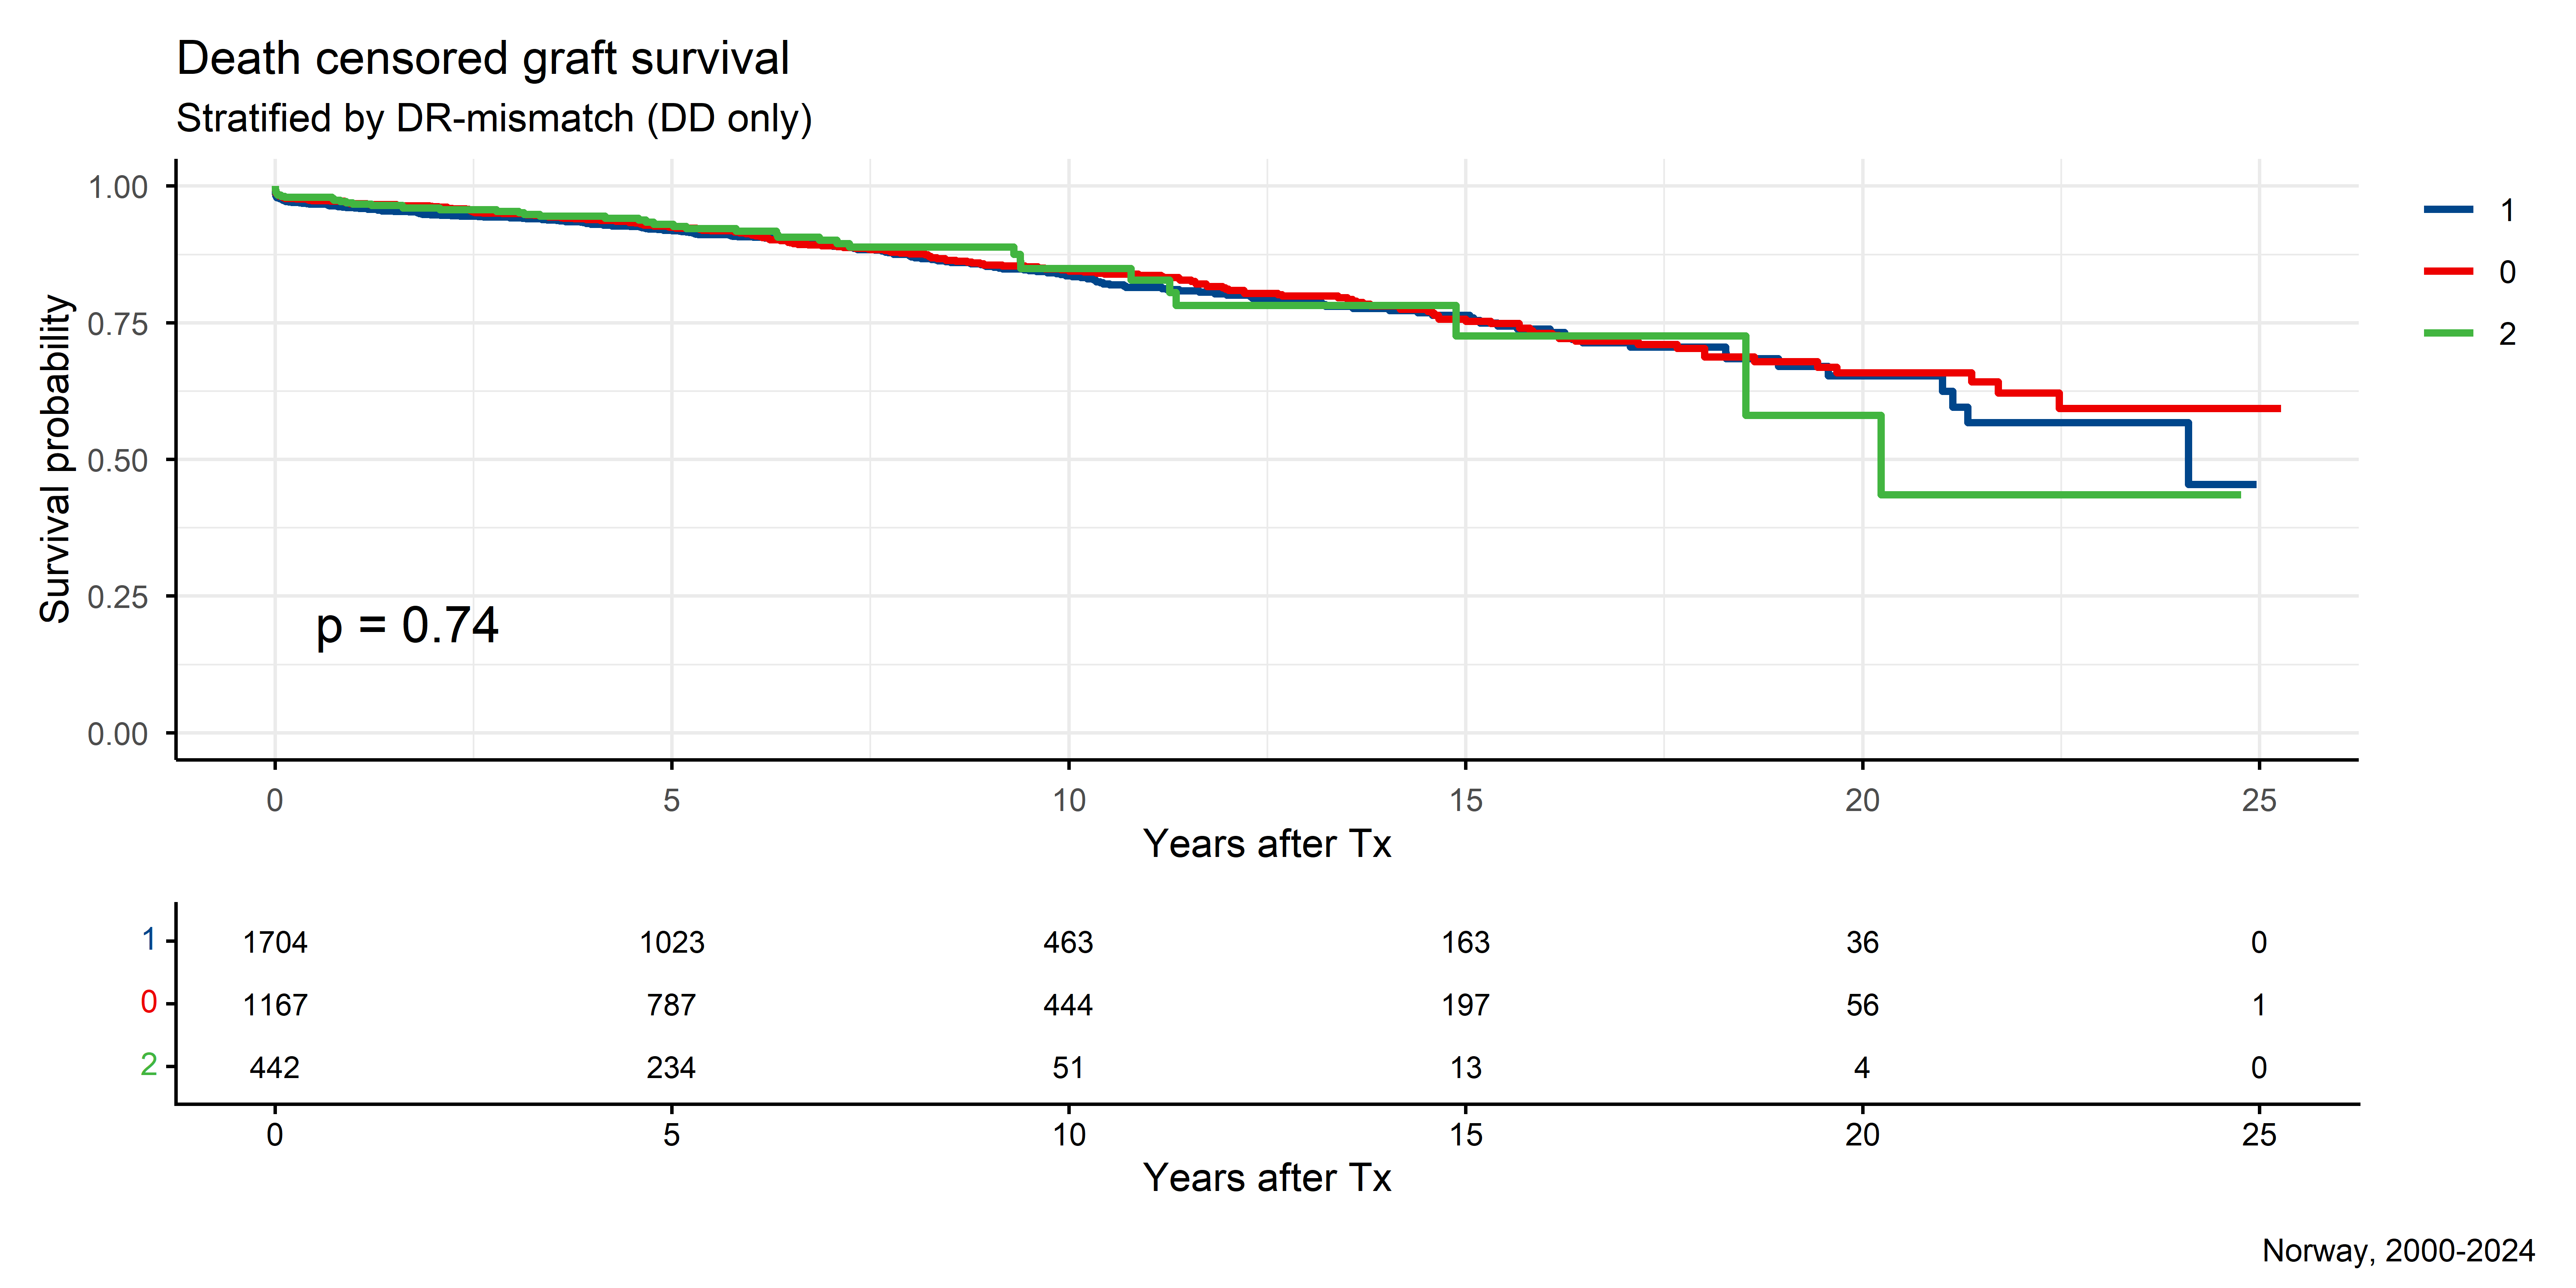 Death censored graft survival
Stratified by DR-mismatch (DD only)
Survival probability
1.00
0.75
0.50
0.25
0.00
p = 0.74
1
0
2
0 5 10 15 20 25
Years after Tx
1 1704 1023 463 163 36 0
0 1167 787 444 197 56 1
2 442 234 51 13 4 0
0 5 10 15 20 25
Years after Tx
Norway, 2000-2024